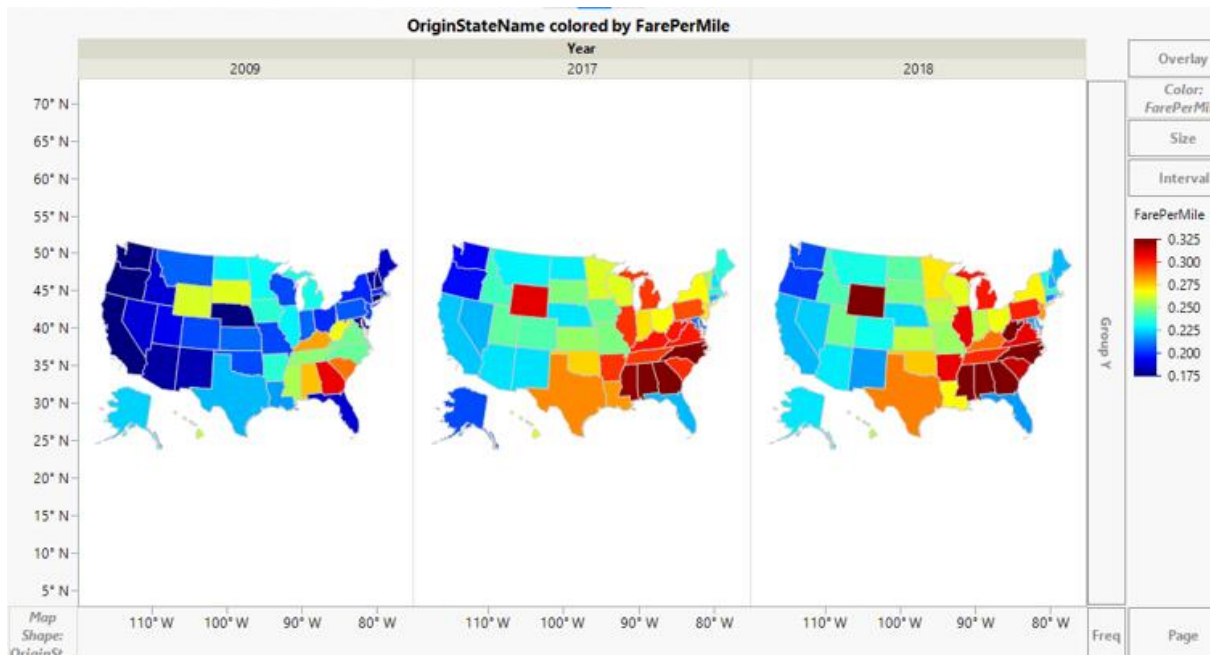 OriginStateName colored by FarePerMile
Year
2009 2017 2018
70° N
65° N
60° N
55° N
50° N
45° N
40° N
35° N
30° N
25° N
20° N
15° N
10° N
5° N
110° W 100° W 90° W 80° W 110° W 100° W 90° W 80° W 110° W 100° W 90° W 80° W
Map
Shape:
OriginSt...
Group Y
Freq
Overlay
Color:
FarePerMil
Size
Interval
FarePerMile
0.325
0.300
0.275
0.250
0.225
0.200
0.175
Page